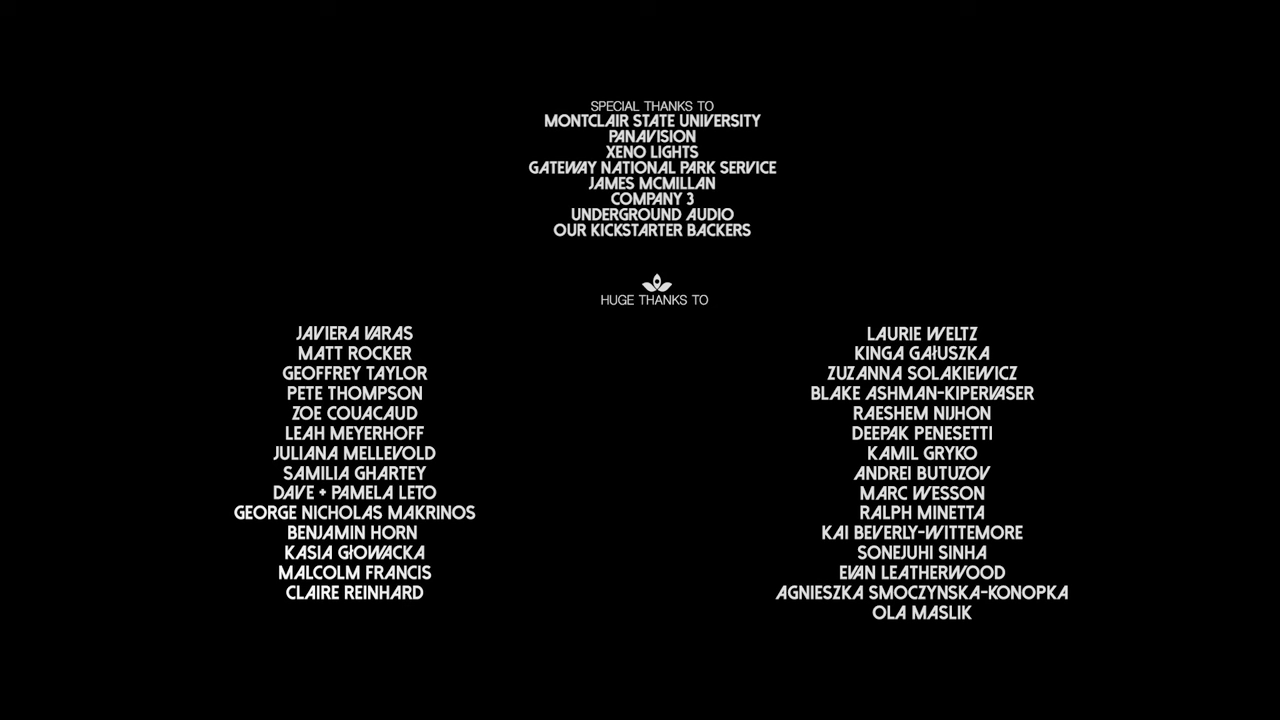 SPECIAL THANKS TO
MONTCLAIR STATE UNIVERSITY
PANAVISION
XENO LIGHTS
GATEWAY NATIONAL PARK SERVICE
JAMES MCMILLAN
COMPANY 3
UNDERGROUND AUDIO
OUR KICKSTARTER BACKERS
HUGE THANKS TO
JAVIERA VARAS
MATT ROCKER
GEOFFREY TAYLOR
PETE THOMPSON
ZOE COUACAUD
LEAH MEYERHOFF
JULIANA MELLEVOLD
SAMILIA GHARTEY
DAVE + PAMELA LETO
GEORGE NICHOLAS MAKRINOS
BENJAMIN HORN
KASIA GŁOWACKA
MALCOLM FRANCIS
CLAIRE REINHARD
LAURIE WELTZ
KINGA GAŁUSZKA
ZUZANNA SOLAKIEWICZ
BLAKE ASHMAN-KIPERVASER
RAESHEM NIJHON
DEEPAK PENESETTI
KAMIL GRYKO
ANDREI BUTUZOV
MARC WESSON
RALPH MINETTA
KAI BEVERLY-WITTEMORE
SONEJUHI SINHA
EVAN LEATHERWOOD
AGNIESZKA SMOCZYNSKA-KONOPKA
OLA MASLIK